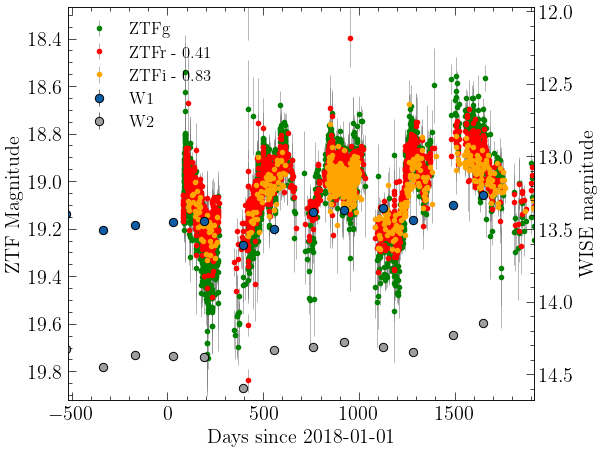 ZTFg
ZTFr - 0.41
ZTFi - 0.83
W1
W2
18.4
18.6
18.8
19.0
19.2
19.4
19.6
19.8
ZTF Magnitude
12.0
12.5
13.0
13.5
14.0
14.5
WISE magnitude
−500
0
500
1000
1500
Days since 2018-01-01